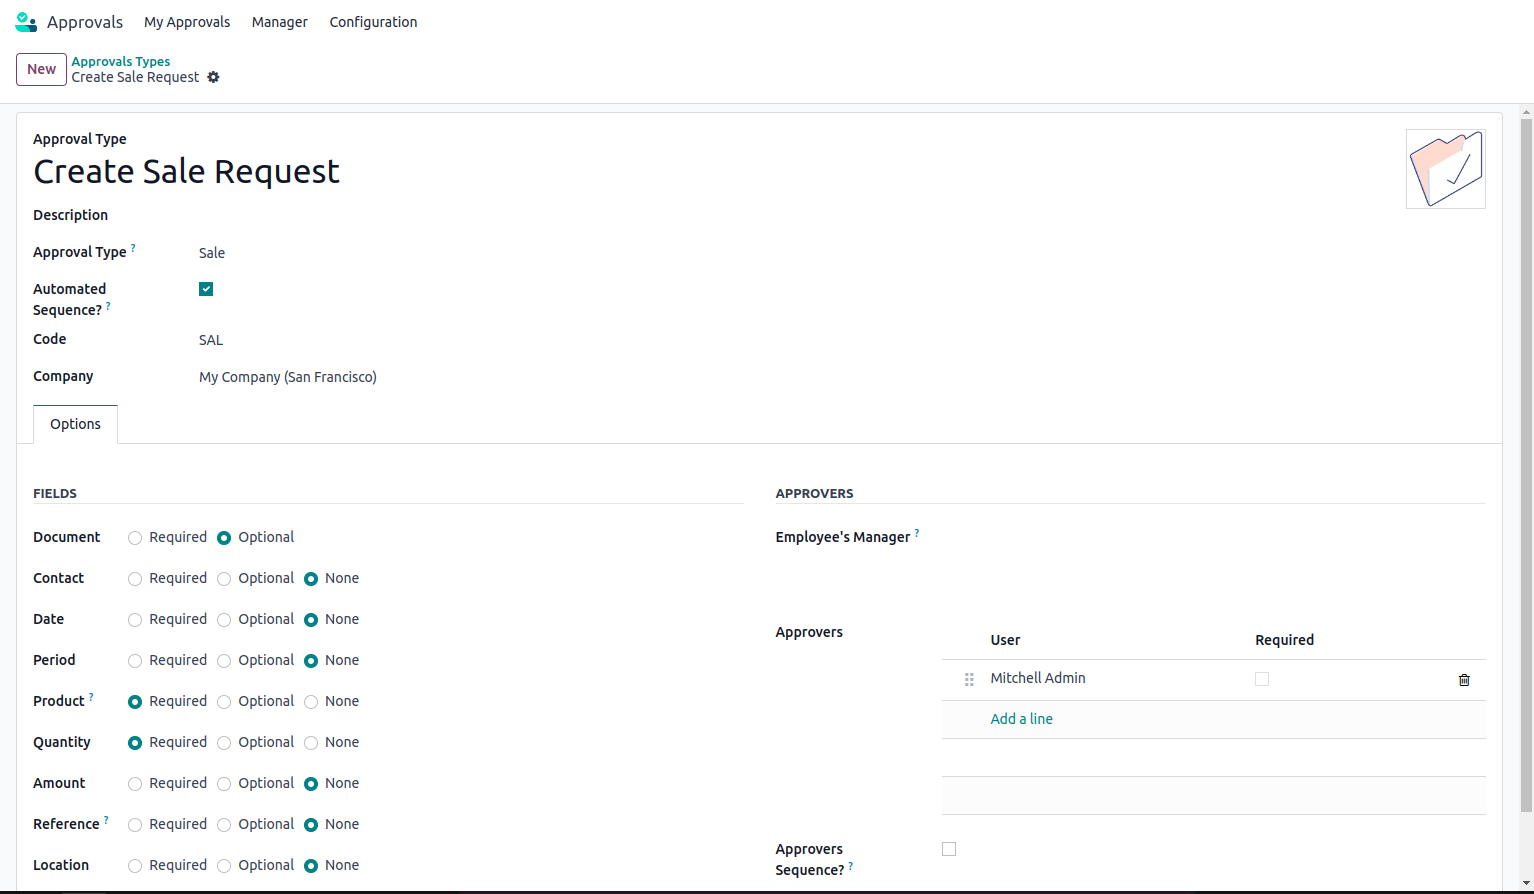 Approvals My Approvals Manager Configuration
New Approvals Types
Create Sale Request
Approval Type
Create Sale Request
Description
Approval Type ? Sale
Automated
Sequence? ?
Code SAL
Company My Company (San Francisco)
Options
FIELDS
Document Required Optional
Contact Required Optional None
Date Required Optional None
Period Required Optional None
Product ? Required Optional None
Quantity Required Optional None
Amount Required Optional None
Reference ? Required Optional None
Location Required Optional None
APPROVERS
Employee's Manager ?
Approvers
User Required
Mitchell Admin
Add a line
Approvers
Sequence? ?